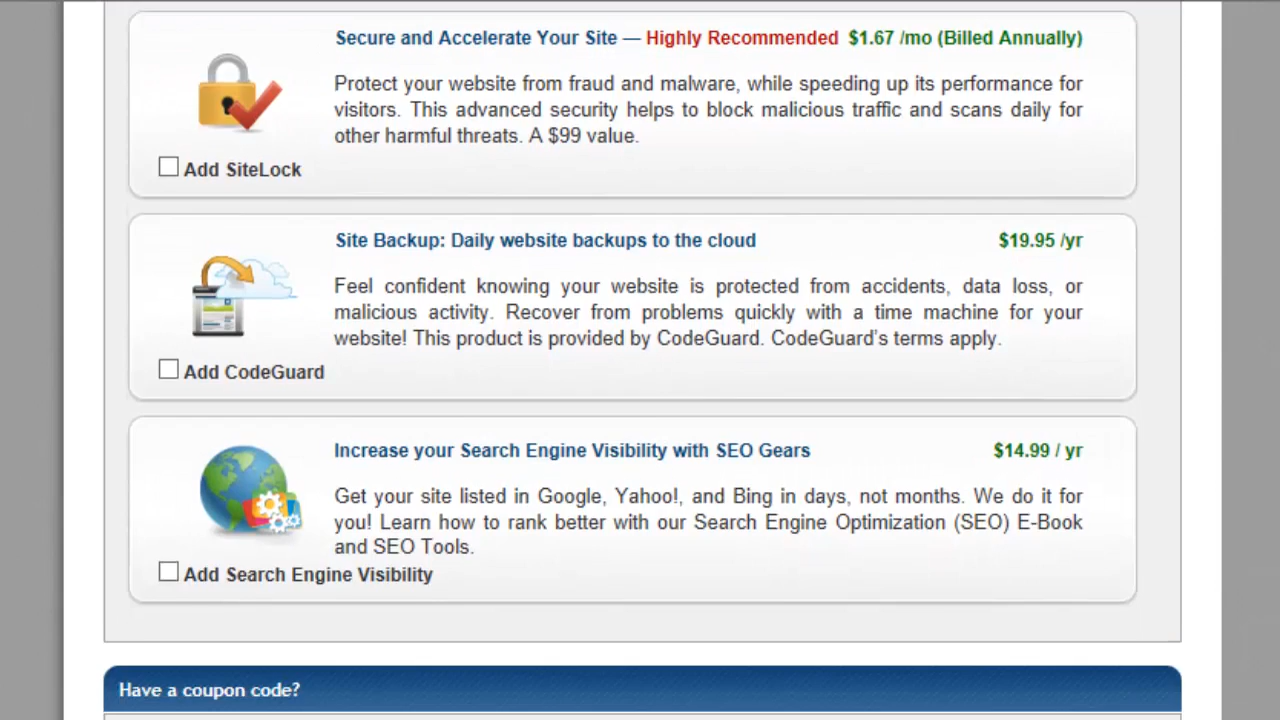 Secure and Accelerate Your Site — Highly Recommended $1.67 /mo (Billed Annually)
Protect your website from fraud and malware, while speeding up its performance for
visitors. This advanced security helps to block malicious traffic and scans daily for
other harmful threats. A $99 value.
Add SiteLock
Site Backup: Daily website backups to the cloud $19.95 /yr
Feel confident knowing your website is protected from accidents, data loss, or
malicious activity. Recover from problems quickly with a time machine for your
website! This product is provided by CodeGuard. CodeGuard's terms apply.
Add CodeGuard
Increase your Search Engine Visibility with SEO Gears $14.99 / yr
Get your site listed in Google, Yahoo!, and Bing in days, not months. We do it for
you! Learn how to rank better with our Search Engine Optimization (SEO) E-Book
and SEO Tools.
Add Search Engine Visibility
Have a coupon code?